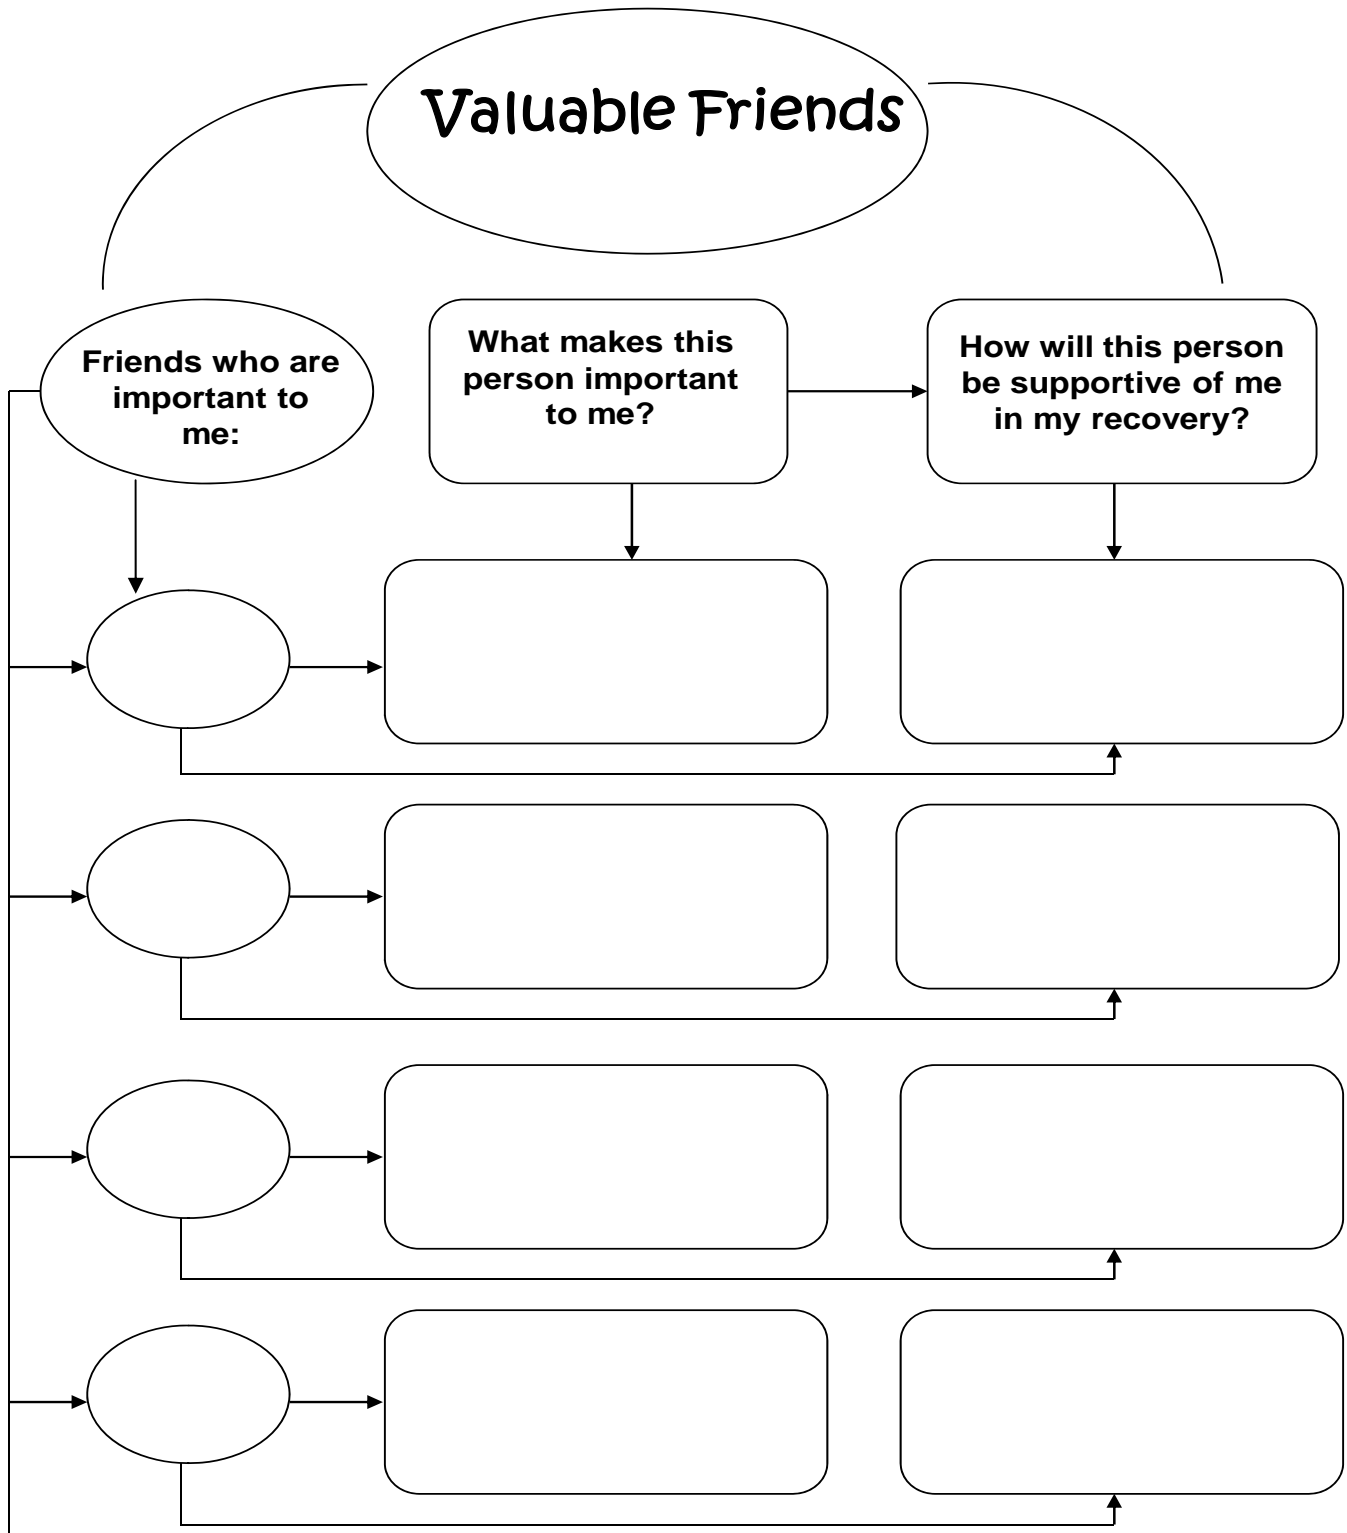 Valuable Friends
Friends who are
important to
me:
What makes this
person important
to me?
How will this person
be supportive of me
in my recovery?